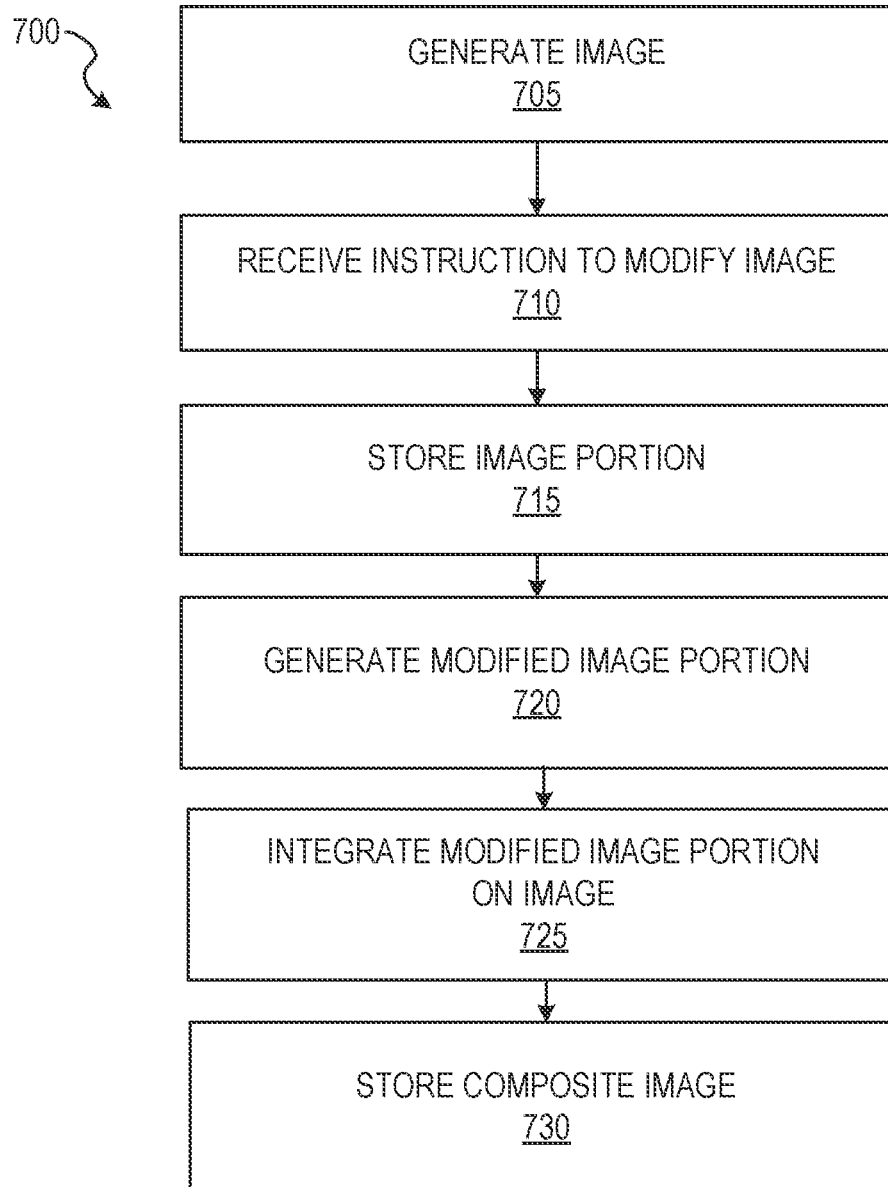 700
GENERATE IMAGE
705
RECEIVE INSTRUCTION TO MODIFY IMAGE
710
STORE IMAGE PORTION
715
GENERATE MODIFIED IMAGE PORTION
720
INTEGRATE MODIFIED IMAGE PORTION
ON IMAGE
725
STORE COMPOSITE IMAGE
730